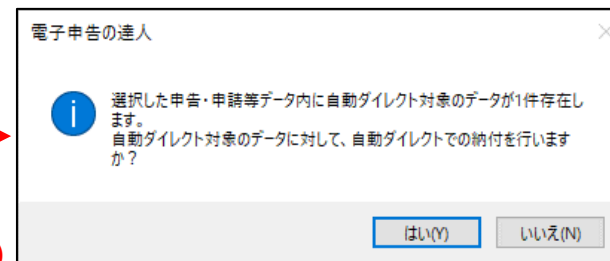 電子申告の達人
選択した申告・申請等データ内に自動ダイレクト対象のデータが1件存在し
ます。
自動ダイレクト対象のデータに対して、自動ダイレクトでの納付を行います
か？
はい(Y)
いいえ(N)